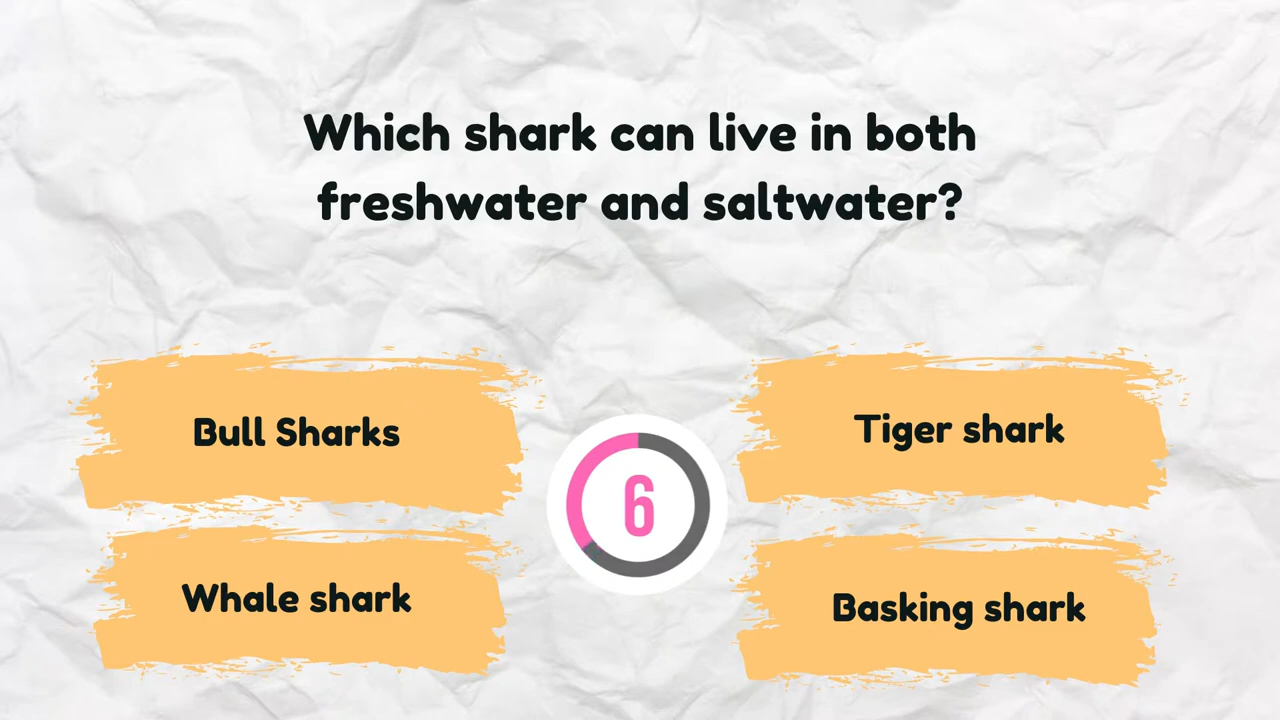 Which shark can live in both
freshwater and saltwater?
Bull Sharks
Tiger shark
6
Whale shark
Basking shark